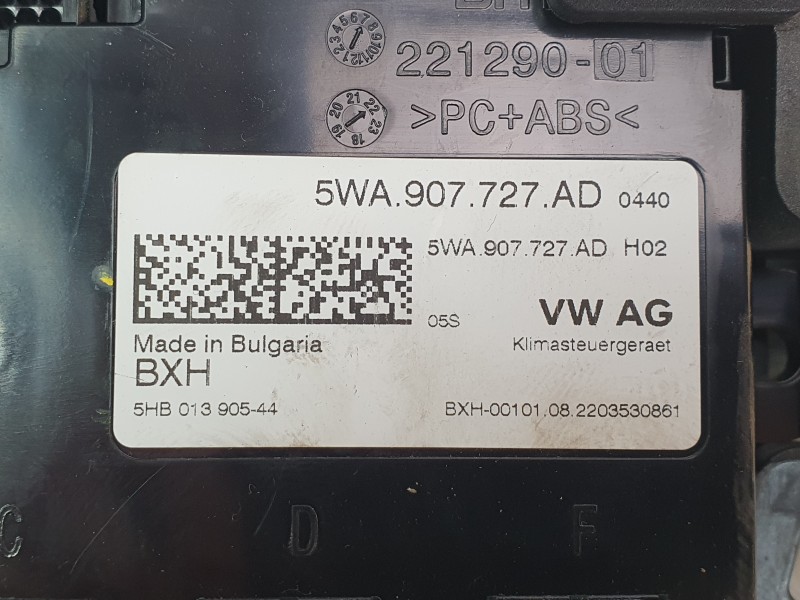 221290-01
>PC+ABS<
5WA.907.727.AD 0440
5WA.907.727.AD H02
05S VW AG
Made in Bulgaria Klimasteuergeraet
BXH
5HB 013 905-44 BXH-00101.08.2203530861
C D F